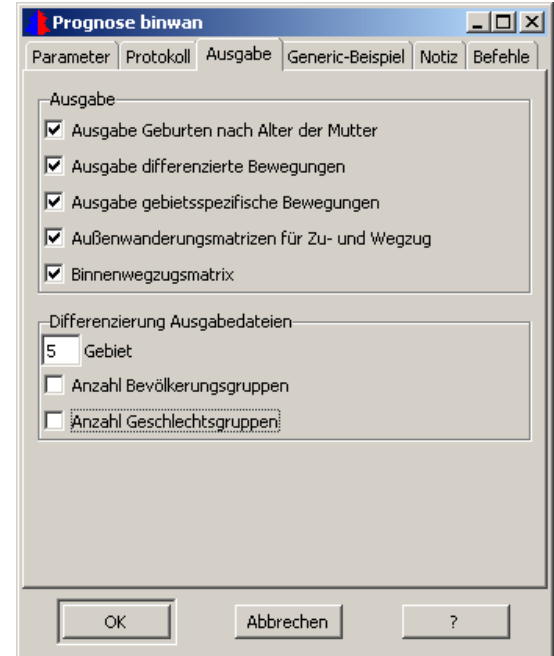 Prognose binwan
Parameter Protokoll Ausgabe Generic-Beispiel Notiz Befehle
Ausgabe
Ausgabe Geburten nach Alter der Mutter
Ausgabe differenzierte Bewegungen
Ausgabe gebietsspezifische Bewegungen
Außenwanderungsmatrizen für Zu- und Wegzug
Binnenwegzugsmatrix
Differenzierung Ausgabedateien
5 Gebiet
Anzahl Bevölkerungsgruppen
Anzahl Geschlechtsgruppen
OK Abbrechen ?